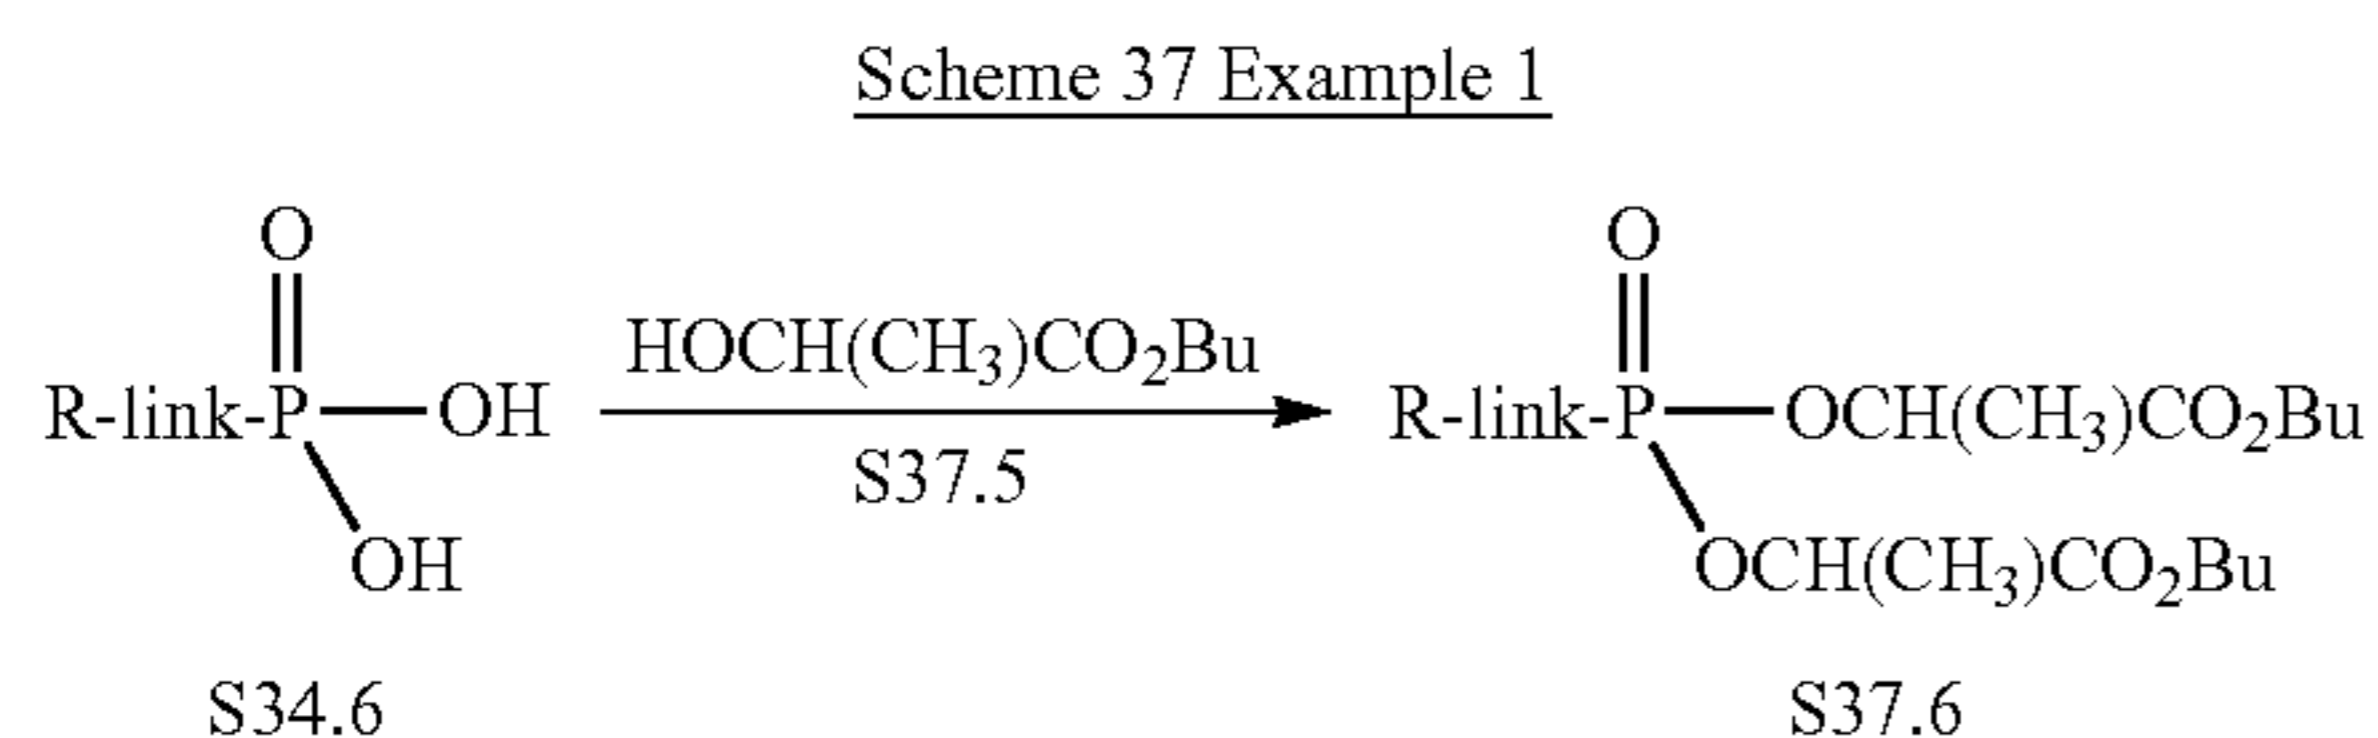 Scheme 37 Example 1
O
O
HOCH(CH₃)CO₂Bu
R-link-P
OH
R-link-P
OCH(CH₃)CO₂Bu
S37.5
OH
OCH(CH₃)CO₂Bu
S34.6
S37.6